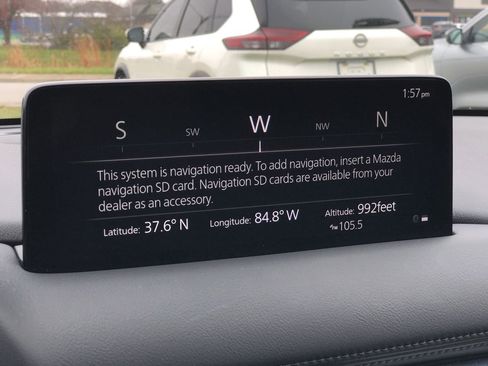 1:57 pm
S SW W NW N
This system is navigation ready. To add navigation, insert a Mazda
navigation SD card. Navigation SD cards are available from your
dealer as an accessory.
Latitude: 37.6° N Longitude: 84.8° W Altitude: 992feet
FM 105.5